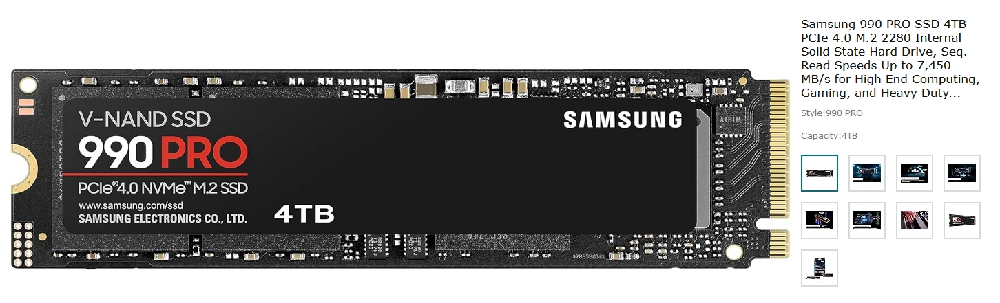 V-NAND SSD
SAMSUNG
990 PRO
PCIe®4.0 NVMe™ M.2 SSD
www.samsung.com/ssd
SAMSUNG ELECTRONICS CO., LTD.
4TB
Samsung 990 PRO SSD 4TB
PCIe 4.0 M.2 2280 Internal
Solid State Hard Drive, Seq.
Read Speeds Up to 7,450
MB/s for High End Computing,
Gaming, and Heavy Duty...
Style:990 PRO
Capacity:4TB